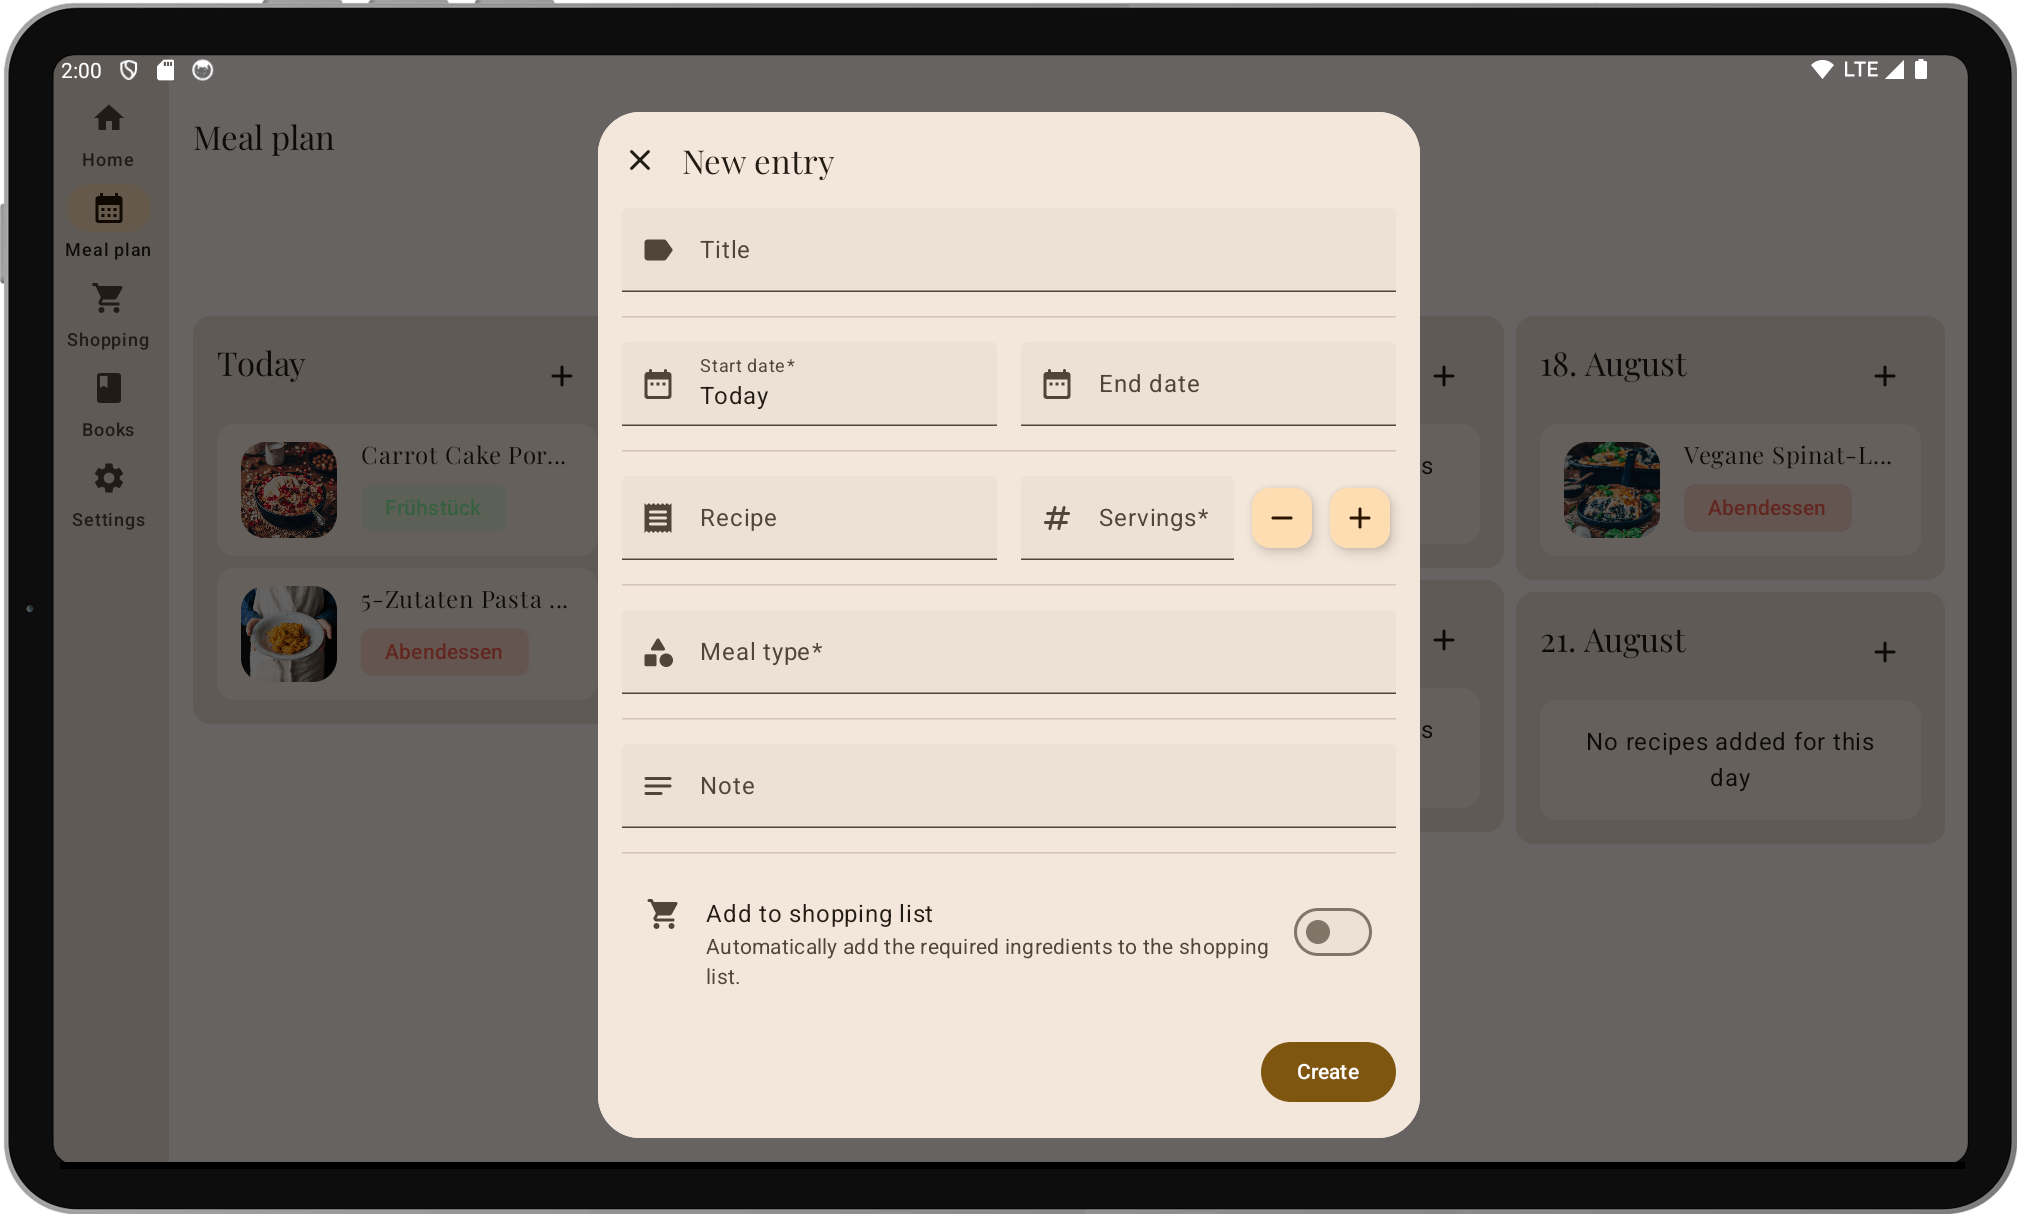 2:00
LTE
Home
Meal plan
Shopping
Books
Settings
Meal plan
Today
Carrot Cake Por...
Frühstück
5-Zutaten Pasta ...
Abendessen
New entry
Title
Start date*
Today
End date
Recipe
Servings*
Meal type*
Note
Add to shopping list
Automatically add the required ingredients to the shopping
list.
Create
s
s
18. August
Vegane Spinat-L...
Abendessen
21. August
No recipes added for this
day